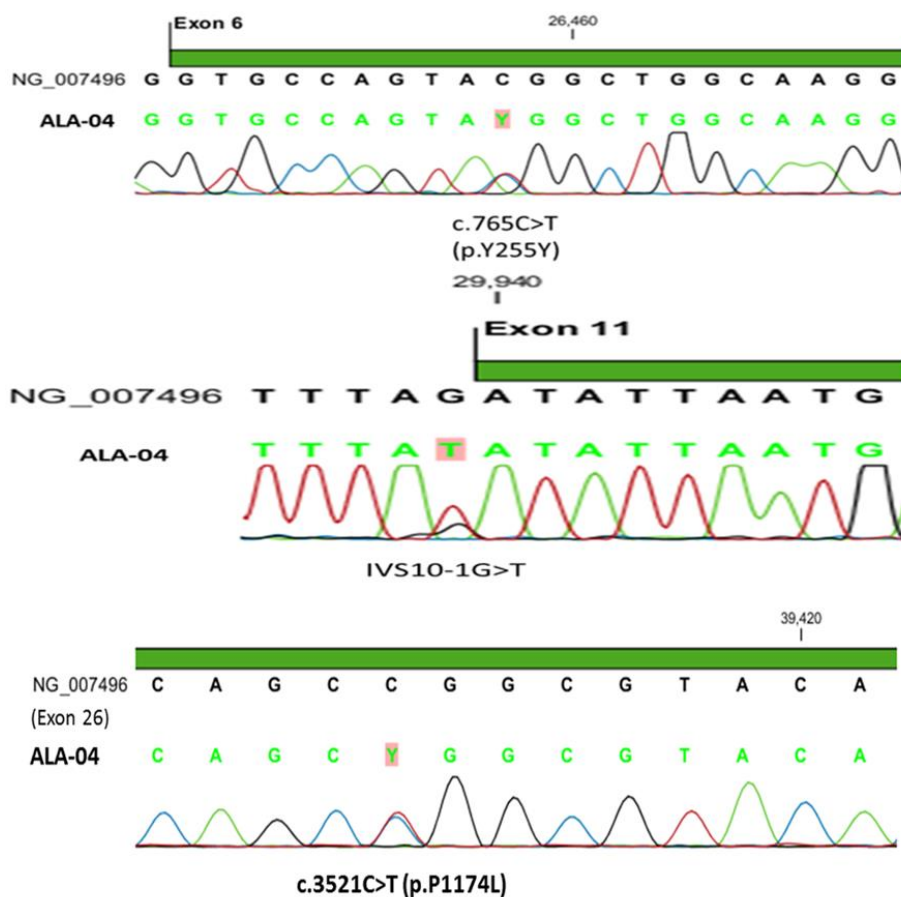 Exon 6
26,460
NG_007496 G G T G C C A G T A C G G C T G G C A A G G
ALA-04 G G T G C C A G T A Y G G C T G G C A A G G
c.765C>T
(p.Y255Y)
29,940
Exon 11
NG_007496 T T T A G A T A T T A A T G
ALA-04 T T T A T A T A T T A A T G
IVS10-1G>T
39,420
NG_007496 C A G C C G G C G T A C A
(Exon 26)
ALA-04 C A G C Y G G C G T A C A
c.3521C>T (p.P1174L)